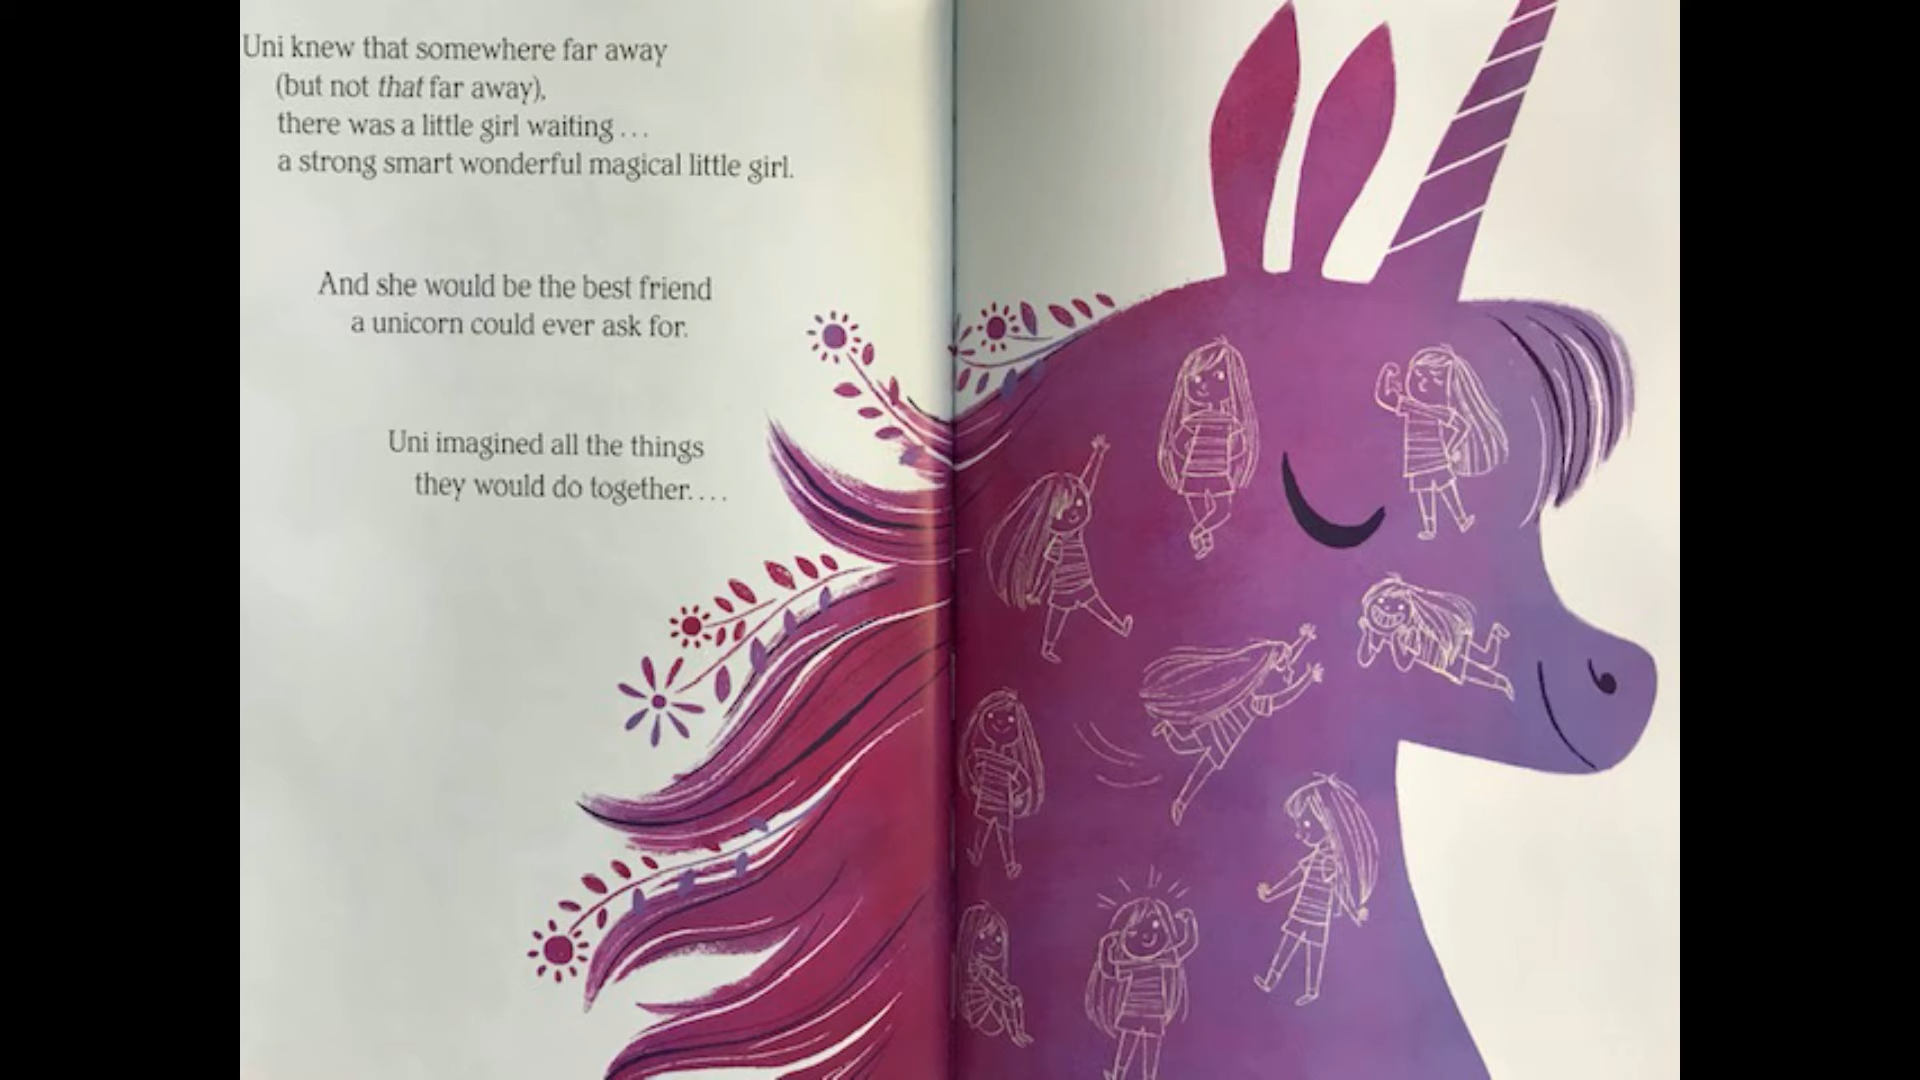 Uni knew that somewhere far away
(but not that far away),
there was a little girl waiting . . .
a strong smart wonderful magical little girl.
And she would be the best friend
a unicorn could ever ask for.
Uni imagined all the things
they would do together. . . .